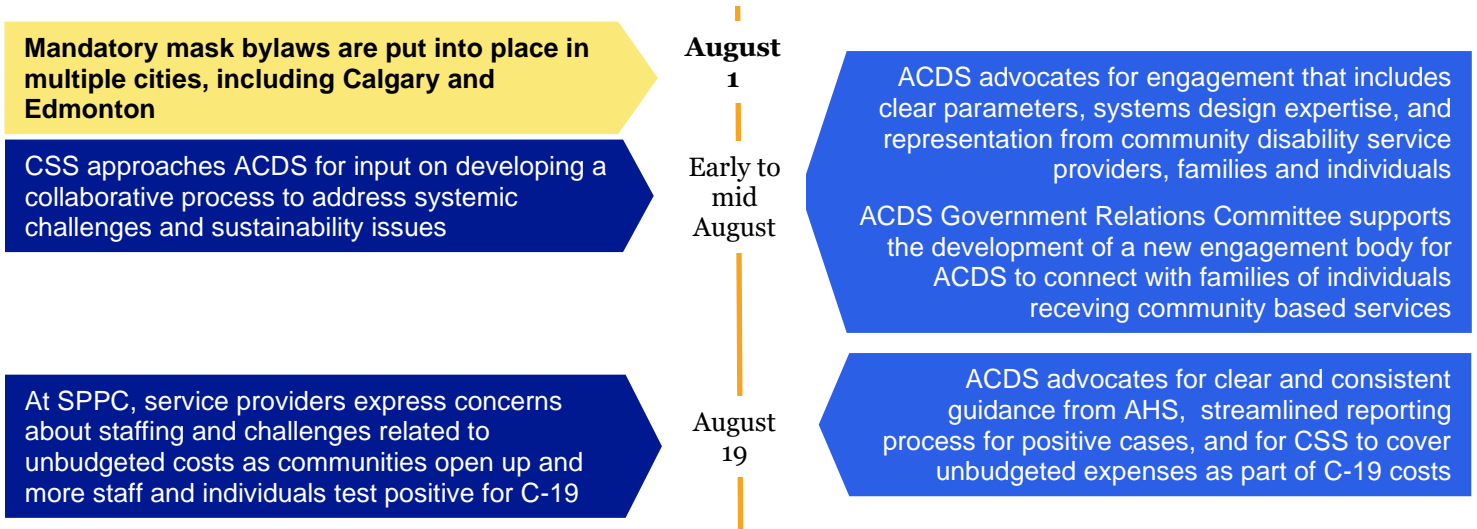 Mandatory mask bylaws are put into place in
multiple cities, including Calgary and
Edmonton
August
1
CSS approaches ACDS for input on developing a
collaborative process to address systemic
challenges and sustainability issues
Early to
mid
August
ACDS advocates for engagement that includes
clear parameters, systems design expertise, and
representation from community disability service
providers, families and individuals
ACDS Government Relations Committee supports
the development of a new engagement body for
ACDS to connect with families of individuals
receving community based services
At SPPC, service providers express concerns
about staffing and challenges related to
unbudgeted costs as communities open up and
more staff and individuals test positive for C-19
August
19
ACDS advocates for clear and consistent
guidance from AHS, streamlined reporting
process for positive cases, and for CSS to cover
unbudgeted expenses as part of C-19 costs